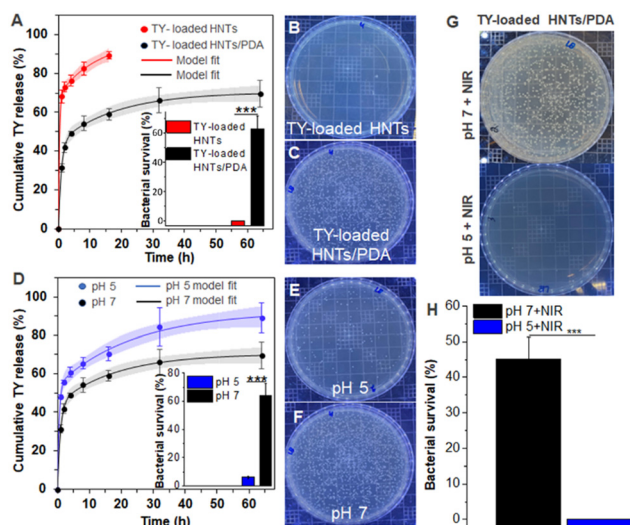 A
Cumulative TY release (%)
100
80
60
40
20
0
TY- loaded HNTs
TY- loaded HNTs/PDA
Model fit
Model fit
Bacterial survival (%)
60
40
20
0
***
TY-loaded
HNTs
TY-loaded
HNTs/PDA
0 10 20 30 40 50 60
Time (h)
B
TY-loaded HNTs
C
TY-loaded
HNTs/PDA
D
Cumulative TY release (%)
100
80
60
40
20
0
pH 5
pH 5 model fit
pH 7
pH 7 model fit
Bacterial survival (%)
80
60
40
20
0
***
pH 5
pH 7
0 10 20 30 40 50 60
Time (h)
E
pH 5
F
pH 7
G
TY-loaded HNTs/PDA
pH 7 + NIR
pH 5 + NIR
H
Bacterial survival (%)
60
50
40
30
20
10
0
pH 7+NIR
pH 5+NIR
***